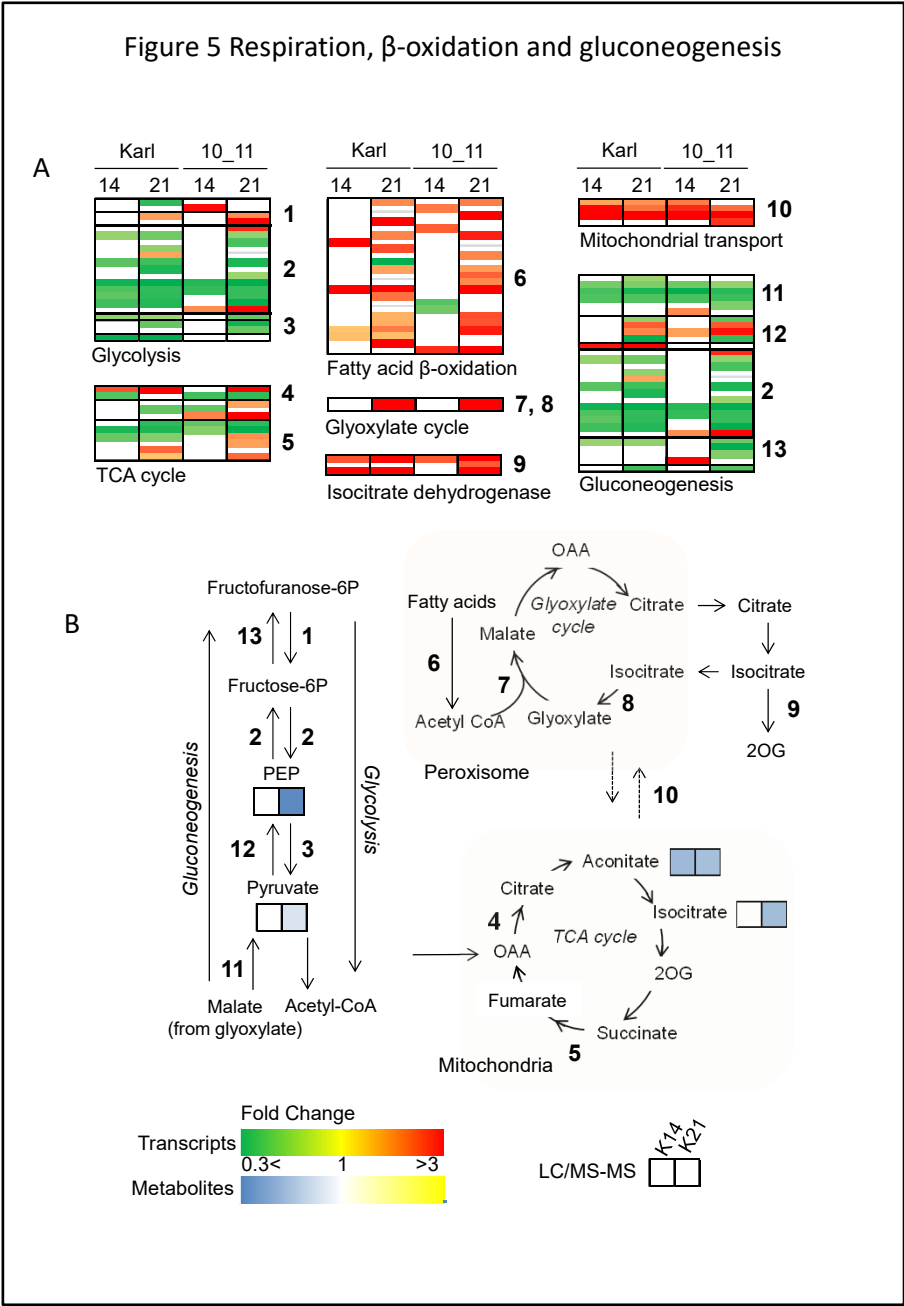 Figure 5 Respiration, β-oxidation and gluconeogenesis
A
Karl 10_11
14 21 14 21
1
2
3
Glycolysis
4
5
TCA cycle
Karl 10_11
14 21 14 21
6
Fatty acid β-oxidation
7, 8
Glyoxylate cycle
9
Isocitrate dehydrogenase
Karl 10_11
14 21 14 21
10
Mitochondrial transport
11
12
2
13
Gluconeogenesis
B
Fructofuranose-6P
13 1
Fructose-6P
2 2
PEP
12 3
Pyruvate
11
Malate
(from glyoxylate)
Acetyl-CoA
Gluconeogenesis
Glycolysis
OAA
Fatty acids
Glyoxylate
cycle
Citrate
Citrate
Malate
6
7
Isocitrate
Isocitrate
8
9
Acetyl CoA
Glyoxylate
2OG
Peroxisome
10
Aconitate
Citrate
Isocitrate
4
TCA cycle
OAA
2OG
Fumarate
Succinate
5
Mitochondria
Fold Change
Transcripts
0.3< 1 >3
Metabolites
LC/MS-MS
K14
K21